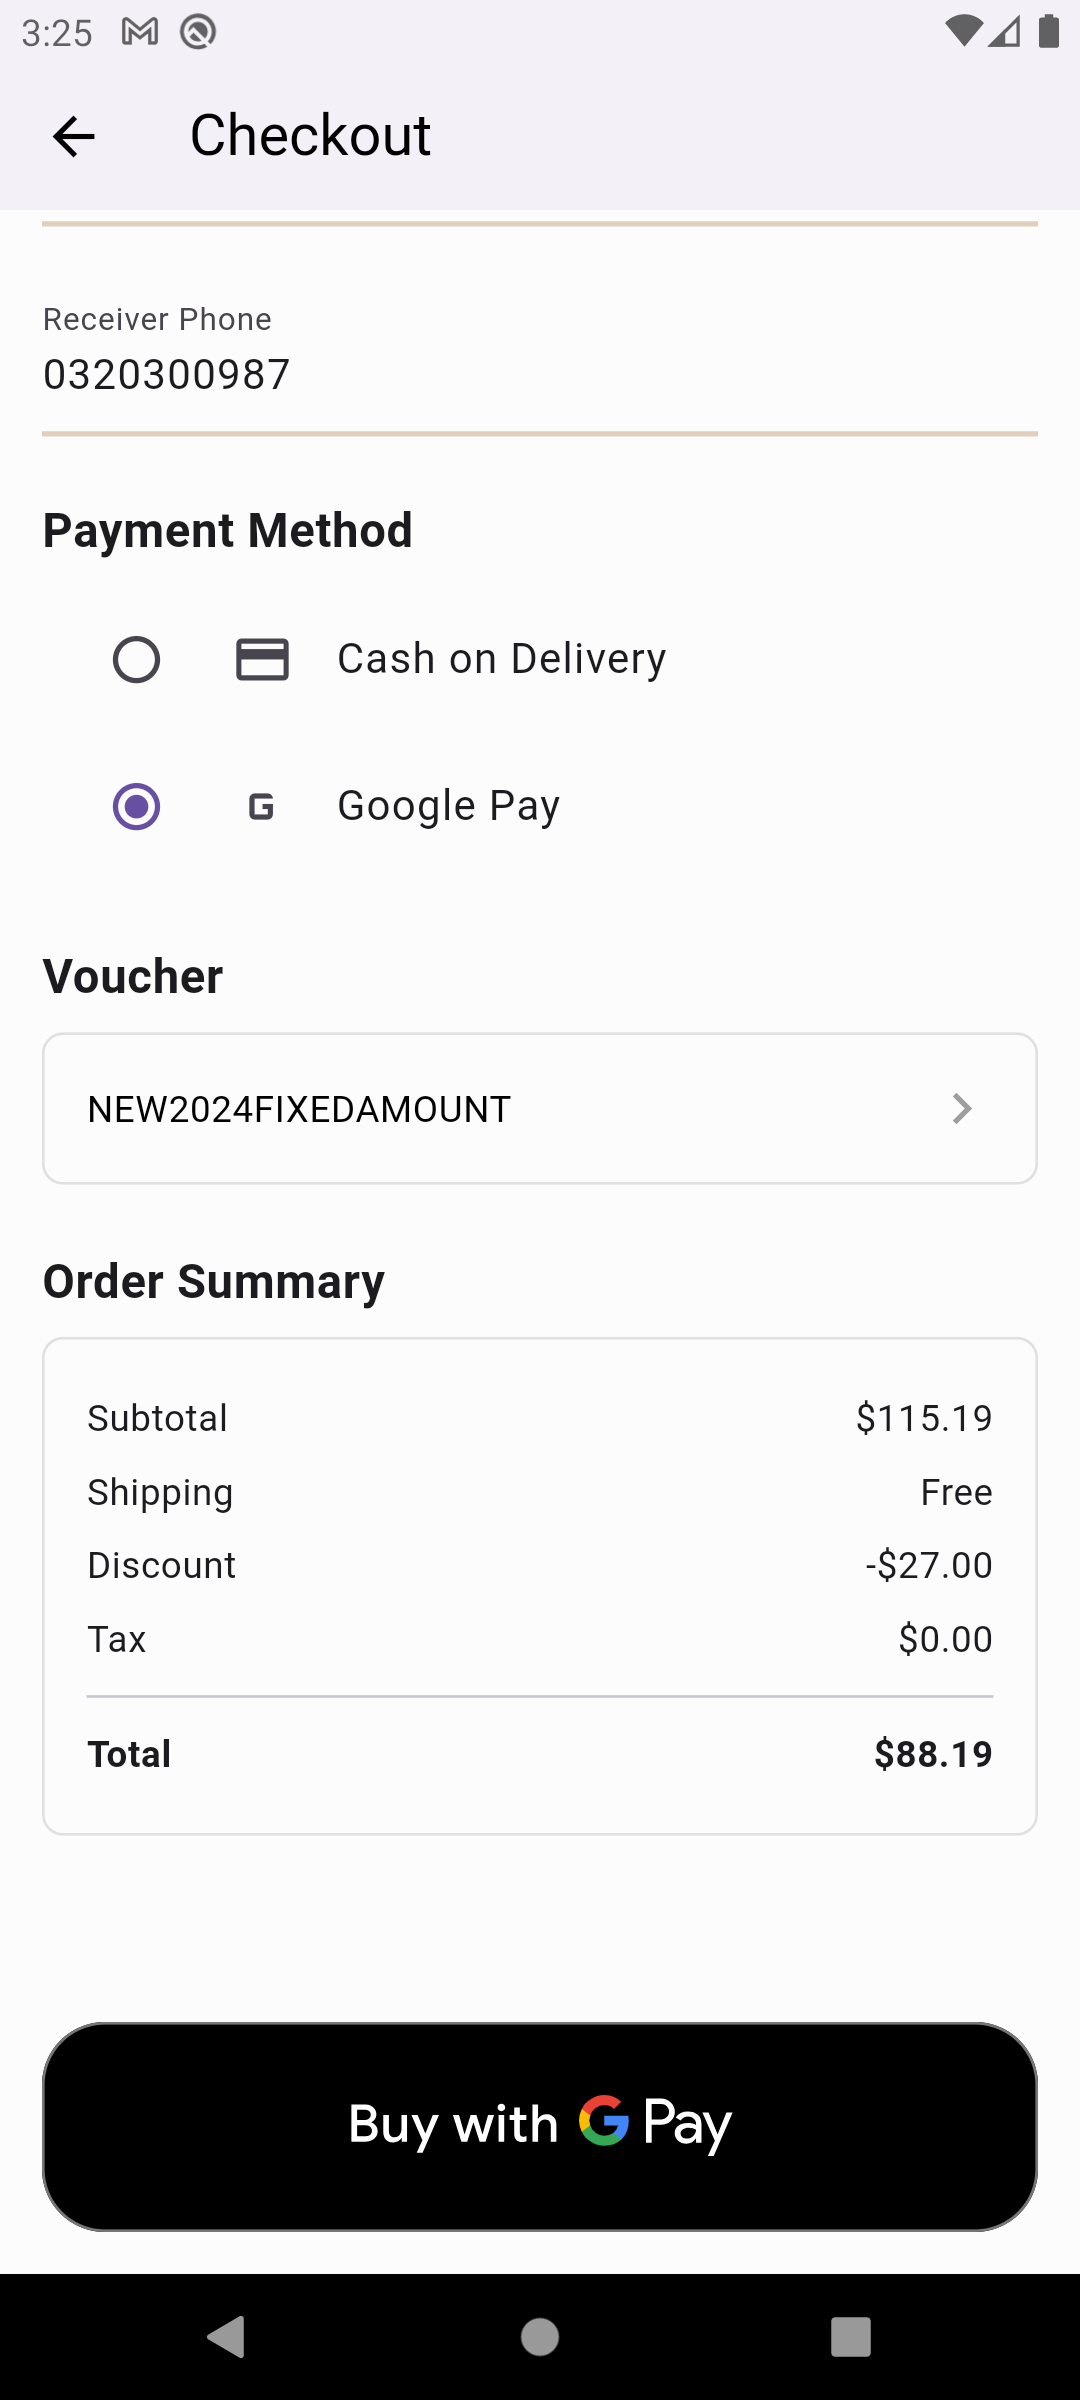 3:25
Checkout
Receiver Phone
0320300987
Payment Method
Cash on Delivery
G Google Pay
Voucher
NEW2024FIXEDAMOUNT
Order Summary
Subtotal $115.19
Shipping Free
Discount -$27.00
Tax $0.00
Total $88.19
Buy with G Pay